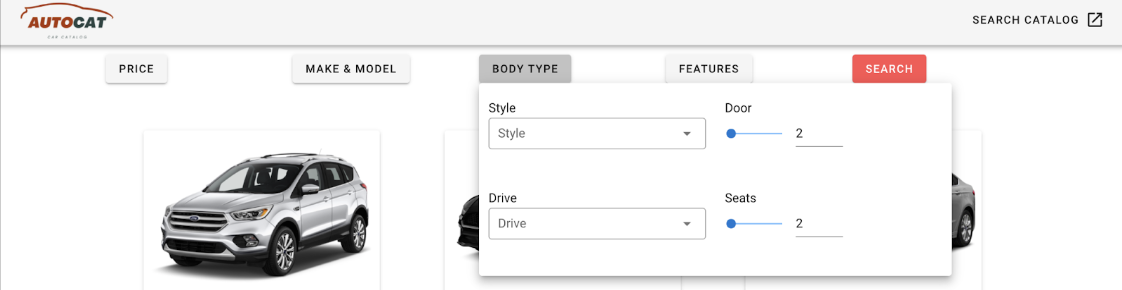 AUTOCAT
CAR CATALOG
SEARCH CATALOG
PRICE
MAKE & MODEL
BODY TYPE
FEATURES
SEARCH
Style
Door
Style
2
Drive
Seats
Drive
2